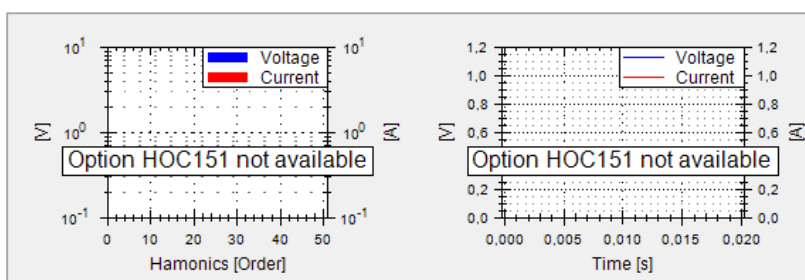 10¹ 10¹
Voltage
Current
10⁰ 10⁰
[V] [A]
Option HOC151 not available
10⁻¹ 10⁻¹
0 10 20 30 40 50
Hamonics [Order]
1,2 1,2
Voltage
1,0 1,0
Current
0,8 0,8
[V] 0,6 0,6 [A]
Option HOC151 not available
0,2 0,2
0,0 0,0
0,000 0,005 0,010 0,015 0,020
Time [s]